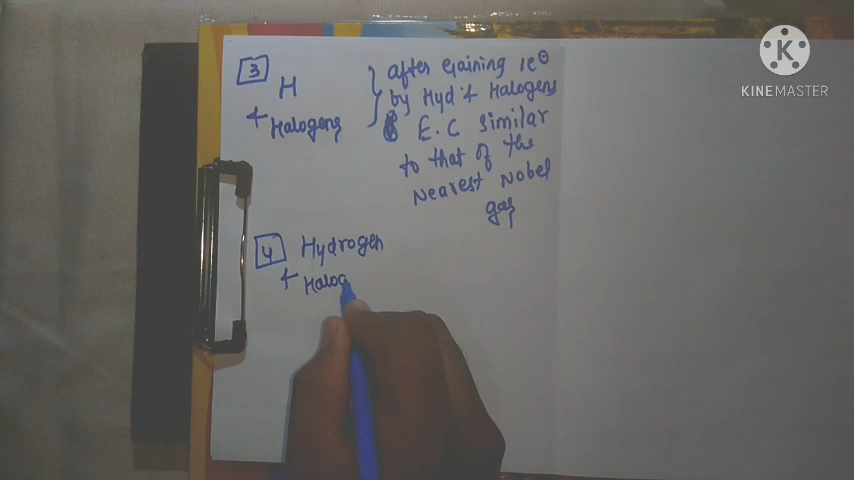 3
H
+ Halogens
after Gaining 1e⊖
by Hyd & Halogens
E.C similar
to that of the
Nearest Nobel
gas
4 Hydrogen
+ Halog
K
KINEMASTER